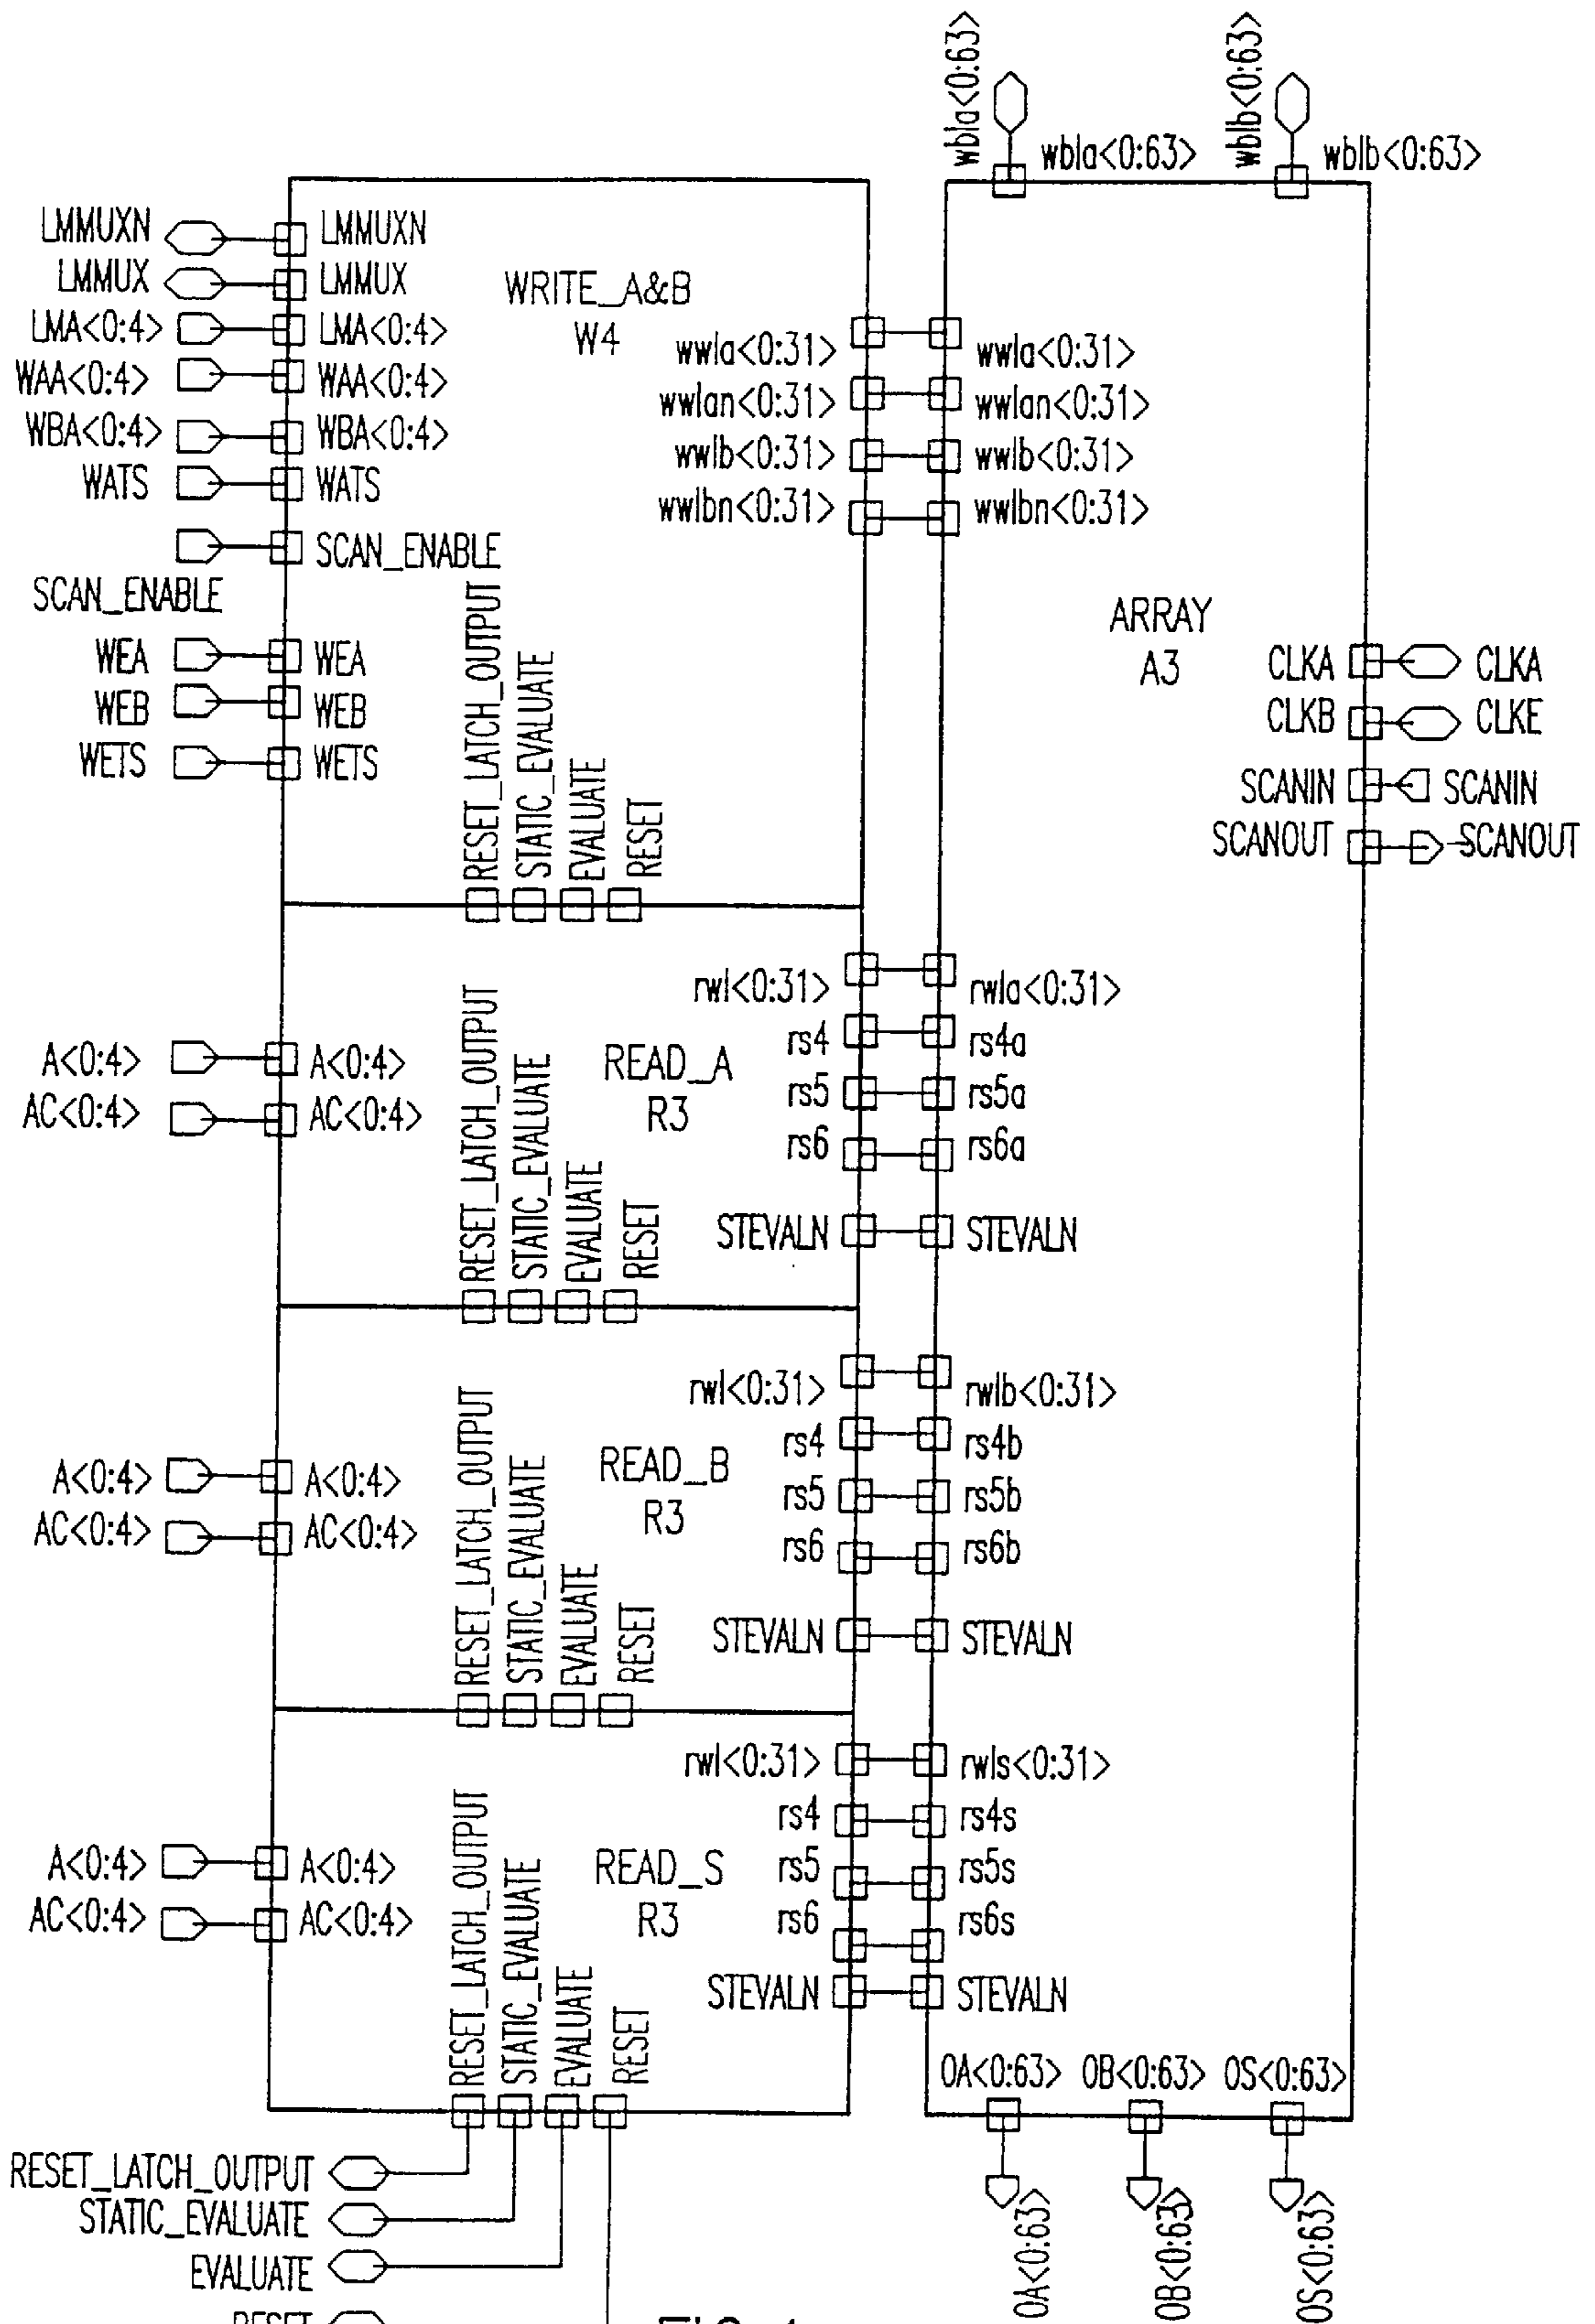 wbla<0:63>
wblb<0:63>
wbla<0:63>
wblb<0:63>
LMMUXN
LMMUXN
LMMUX
LMMUX
LMA<0:4>
LMA<0:4>
WAA<0:4>
WAA<0:4>
WBA<0:4>
WBA<0:4>
WATS
WATS
SCAN_ENABLE
SCAN_ENABLE
WEA
WEA
WEB
WEB
WETS
WETS
WRITE_A&B
W4
wwla<0:31>
wwla<0:31>
wwlan<0:31>
wwlan<0:31>
wwlb<0:31>
wwlb<0:31>
wwlbn<0:31>
wwlbn<0:31>
RESET_LATCH_OUTPUT
STATIC_EVALUATE
EVALUATE
RESET
ARRAY
A3
CLKA
CLKA
CLKB
CLKE
SCANIN
SCANIN
SCANOUT
SCANOUT
A<0:4>
A<0:4>
AC<0:4>
AC<0:4>
RESET_LATCH_OUTPUT
STATIC_EVALUATE
EVALUATE
RESET
READ_A
R3
rwl<0:31>
rwla<0:31>
rs4
rs4a
rs5
rs5a
rs6
rs6a
STEVALN
STEVALN
A<0:4>
A<0:4>
AC<0:4>
AC<0:4>
RESET_LATCH_OUTPUT
STATIC_EVALUATE
EVALUATE
RESET
READ_B
R3
rwl<0:31>
rwlb<0:31>
rs4
rs4b
rs5
rs5b
rs6
rs6b
STEVALN
STEVALN
A<0:4>
A<0:4>
AC<0:4>
AC<0:4>
RESET_LATCH_OUTPUT
STATIC_EVALUATE
EVALUATE
RESET
READ_S
R3
rwl<0:31>
rwls<0:31>
rs4
rs4s
rs5
rs5s
rs6
rs6s
STEVALN
STEVALN
OA<0:63>
OB<0:63>
OS<0:63>
RESET_LATCH_OUTPUT
STATIC_EVALUATE
EVALUATE
RESET
OA<0:63>
OB<0:63>
OS<0:63>